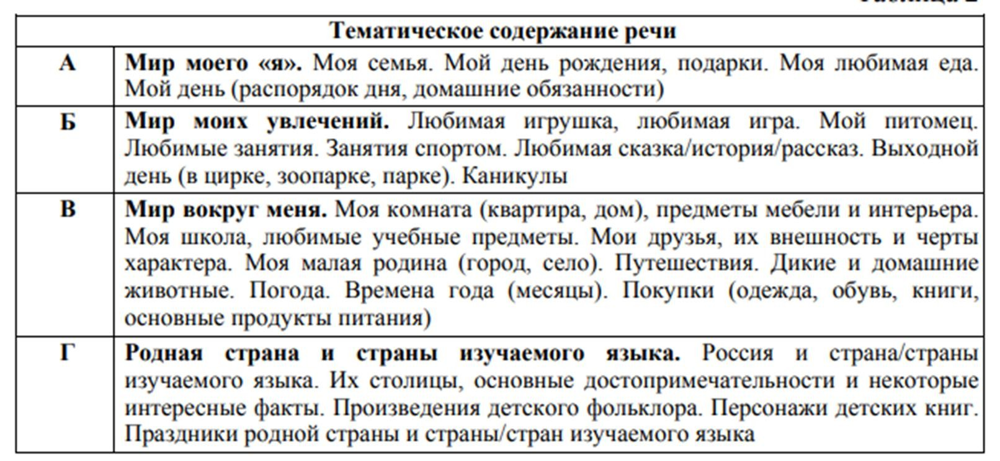 Тематическое содержание речи
А
Мир моего «я». Моя семья. Мой день рождения, подарки. Моя любимая еда.
Мой день (распорядок дня, домашние обязанности)
Б
Мир моих увлечений. Любимая игрушка, любимая игра. Мой питомец.
Любимые занятия. Занятия спортом. Любимая сказка/история/рассказ. Выходной
день (в цирке, зоопарке, парке). Каникулы
В
Мир вокруг меня. Моя комната (квартира, дом), предметы мебели и интерьера.
Моя школа, любимые учебные предметы. Мои друзья, их внешность и черты
характера. Моя малая родина (город, село). Путешествия. Дикие и домашние
животные. Погода. Времена года (месяцы). Покупки (одежда, обувь, книги,
основные продукты питания)
Г
Родная страна и страны изучаемого языка. Россия и страна/страны
изучаемого языка. Их столицы, основные достопримечательности и некоторые
интересные факты. Произведения детского фольклора. Персонажи детских книг.
Праздники родной страны и страны/стран изучаемого языка